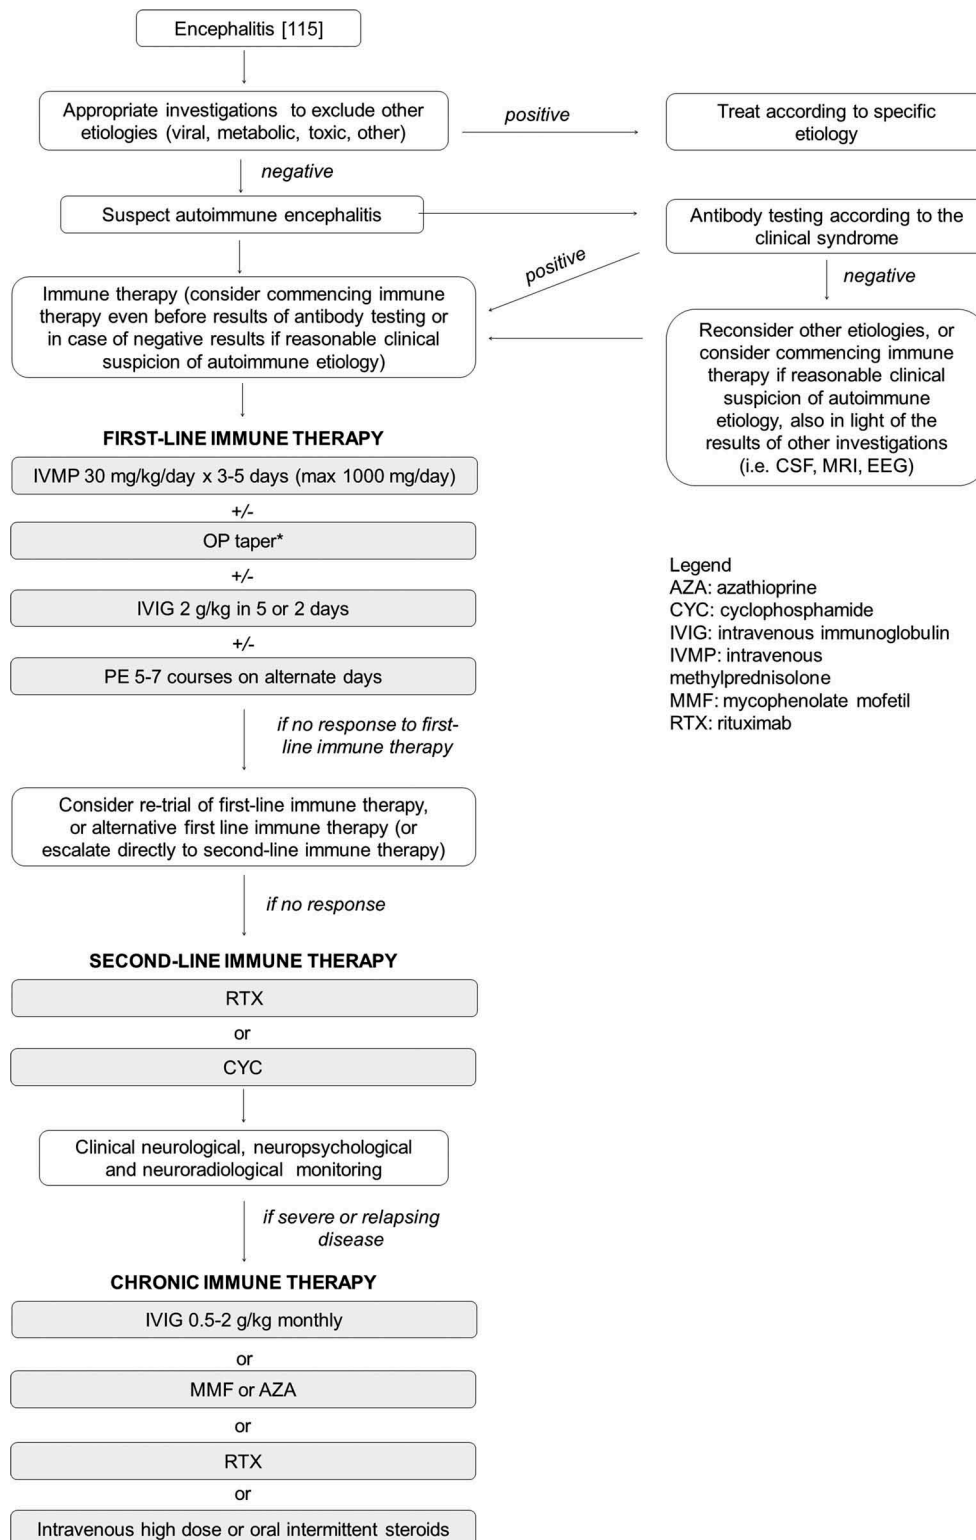 Encephalitis [115]
Appropriate investigations to exclude other
etiologies (viral, metabolic, toxic, other)
positive
Treat according to specific
etiology
negative
Suspect autoimmune encephalitis
Antibody testing according to the
clinical syndrome
positive
negative
Immune therapy (consider commencing immune
therapy even before results of antibody testing or
in case of negative results if reasonable clinical
suspicion of autoimmune etiology)
Reconsider other etiologies, or
consider commencing immune
therapy if reasonable clinical
suspicion of autoimmune
etiology, also in light of the
results of other investigations
(i.e. CSF, MRI, EEG)
FIRST-LINE IMMUNE THERAPY
IVMP 30 mg/kg/day x 3-5 days (max 1000 mg/day)
+/-
OP taper*
+/-
IVIG 2 g/kg in 5 or 2 days
+/-
PE 5-7 courses on alternate days
Legend
AZA: azathioprine
CYC: cyclophosphamide
IVIG: intravenous immunoglobulin
IVMP: intravenous
methylprednisolone
MMF: mycophenolate mofetil
RTX: rituximab
if no response to first-
line immune therapy
Consider re-trial of first-line immune therapy,
or alternative first line immune therapy (or
escalate directly to second-line immune therapy)
if no response
SECOND-LINE IMMUNE THERAPY
RTX
or
CYC
Clinical neurological, neuropsychological
and neuroradiological monitoring
if severe or relapsing
disease
CHRONIC IMMUNE THERAPY
IVIG 0.5-2 g/kg monthly
or
MMF or AZA
or
RTX
or
Intravenous high dose or oral intermittent steroids